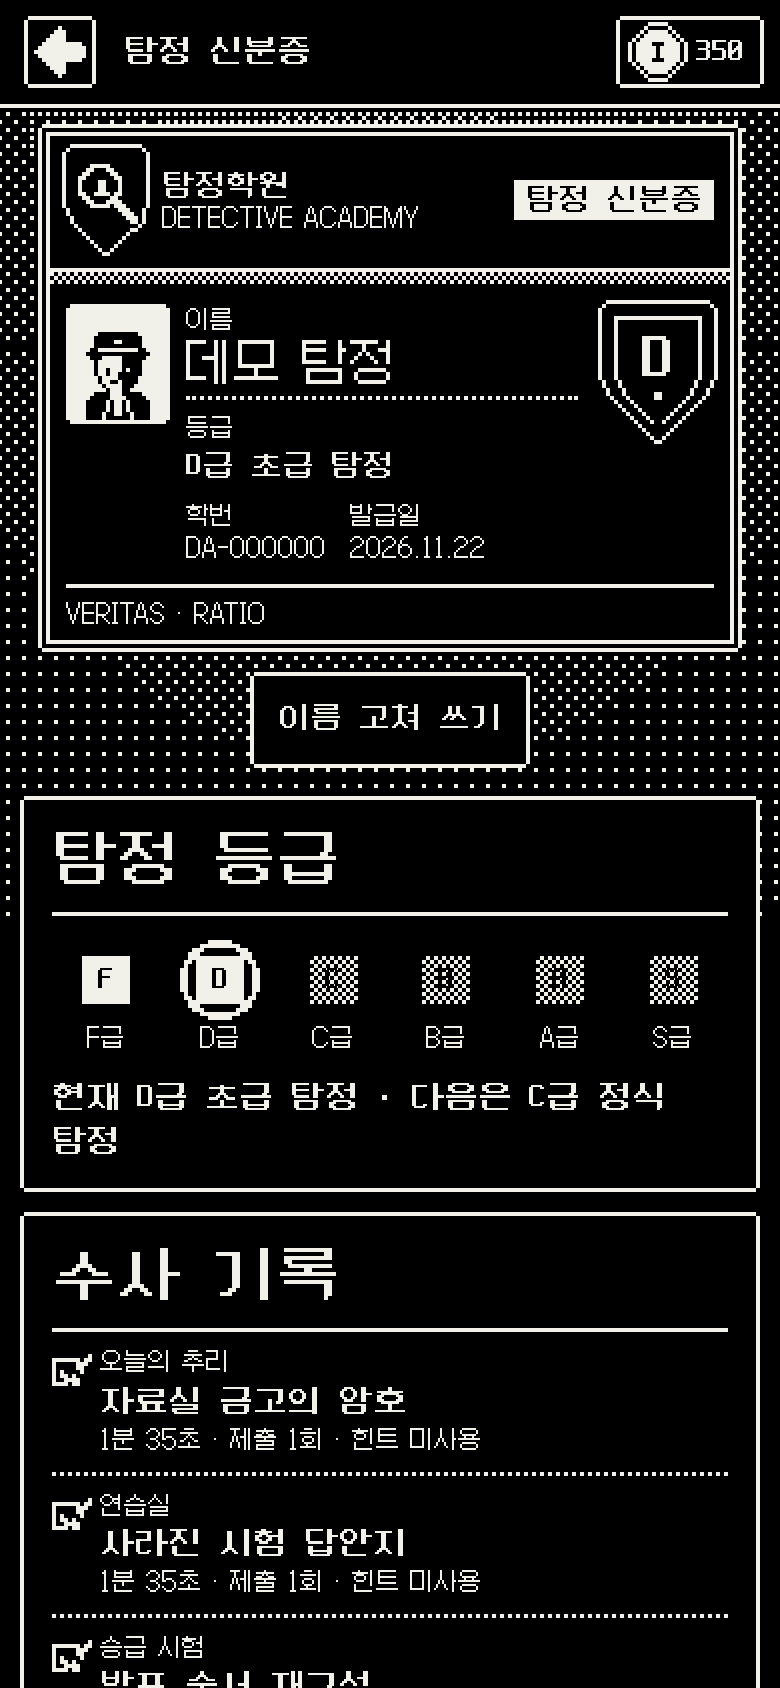 탐정 신분증
350
탐정학원
DETECTIVE ACADEMY
탐정 신분증
이름
데모 탐정
D
등급
D급 초급 탐정
학번 발급일
DA-000000 2026.11.22
VERITAS · RATIO
이름 고쳐 쓰기
탐정 등급
F D C B A S
F급 D급 C급 B급 A급 S급
현재 D급 초급 탐정 · 다음은 C급 정식
탐정
수사 기록
오늘의 추리
자료실 금고의 암호
1분 35초 · 제출 1회 · 힌트 미사용
연습실
사라진 시험 답안지
1분 35초 · 제출 1회 · 힌트 미사용
승급 시험